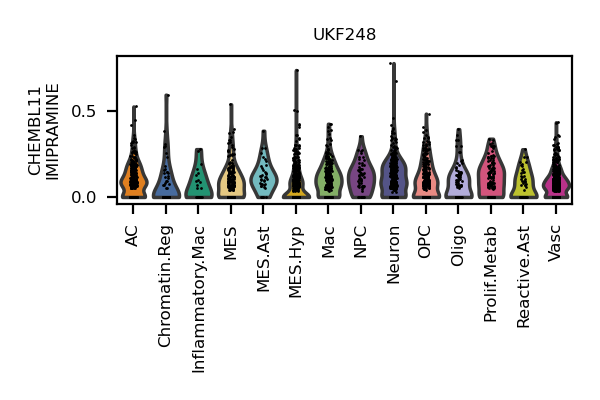 UKF248
CHEMBL11
IMIPRAMINE
0.5
0.0
AC
Chromatin.Reg
Inflammatory.Mac
MES
MES.Ast
MES.Hyp
Mac
NPC
Neuron
OPC
Oligo
Prolif.Metab
Reactive.Ast
Vasc